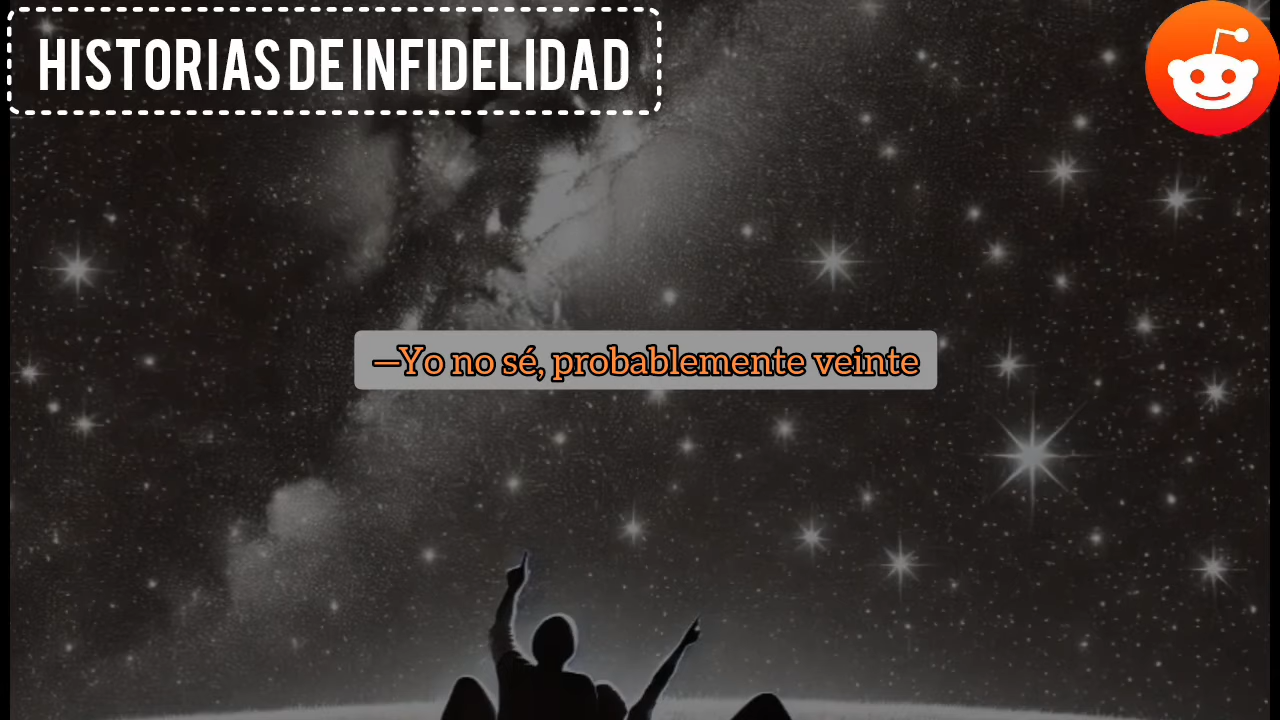 HISTORIAS DE INFIDELIDAD
—Yo no sé, probablemente veinte